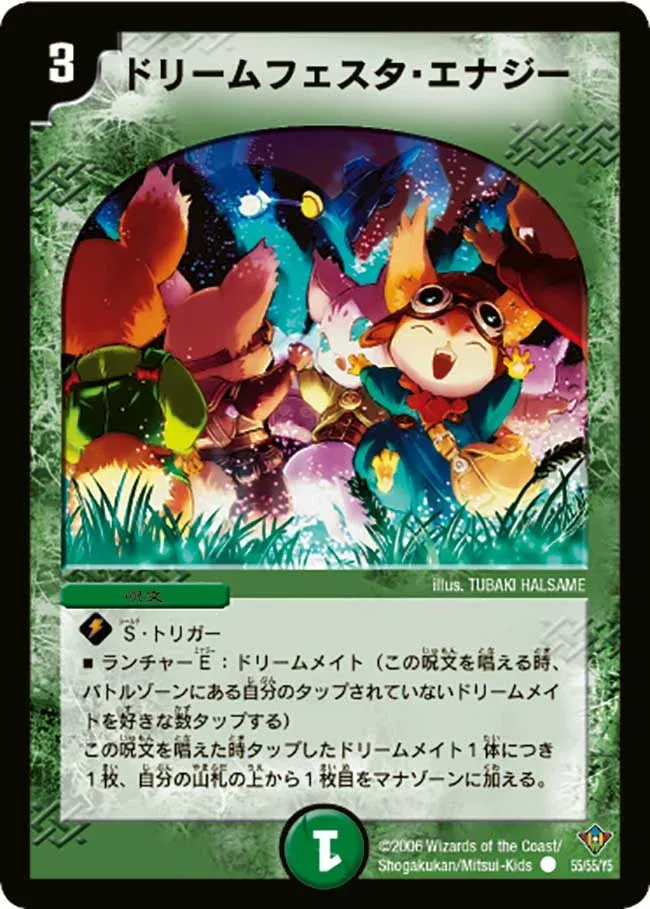 3
ドリームフェスタ・エナジー
illus. TUBAKI HALSAME
呪文
S・トリガー
■ ランチャーE：ドリームメイト（この呪文を唱える時、
バトルゾーンにある自分のタップされていないドリームメイ
トを好きな数タップする）
この呪文を唱えた時タップしたドリームメイト１体につき
１枚、自分の山札の上から１枚目をマナゾーンに加える。
1
©2006 Wizards of the Coast/
Shogakukan/Mitsui-Kids
55/55/Y5